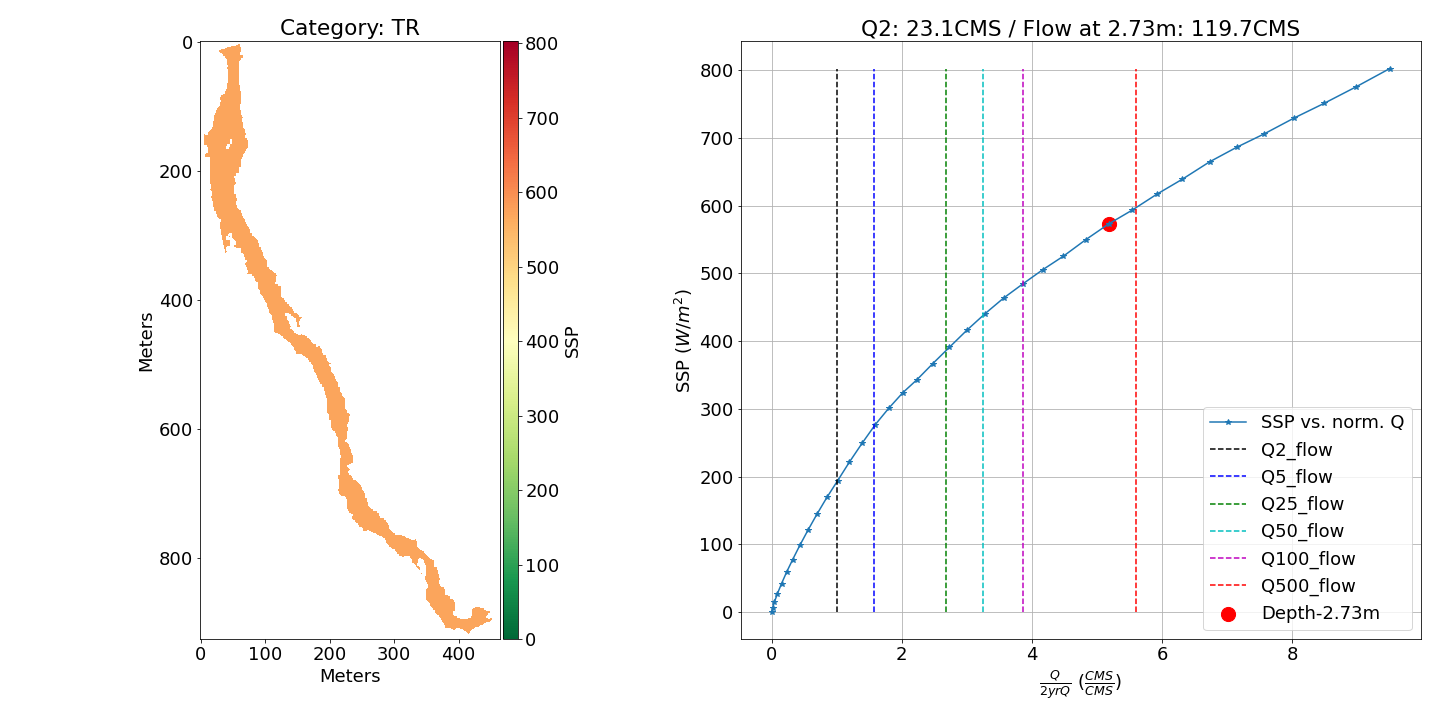 Category: TR
0
200
400
600
800
Meters
0
100
200
300
400
Meters
800
700
600
500
400
300
200
100
0
SSP
Q2: 23.1CMS / Flow at 2.73m: 119.7CMS
800
700
600
500
400
300
200
100
0
SSP (W/m²)
SSP vs. norm. Q
Q2_flow
Q5_flow
Q25_flow
Q50_flow
Q100_flow
Q500_flow
Depth-2.73m
0
2
4
6
8
Q/2yrQ (CMS/CMS)